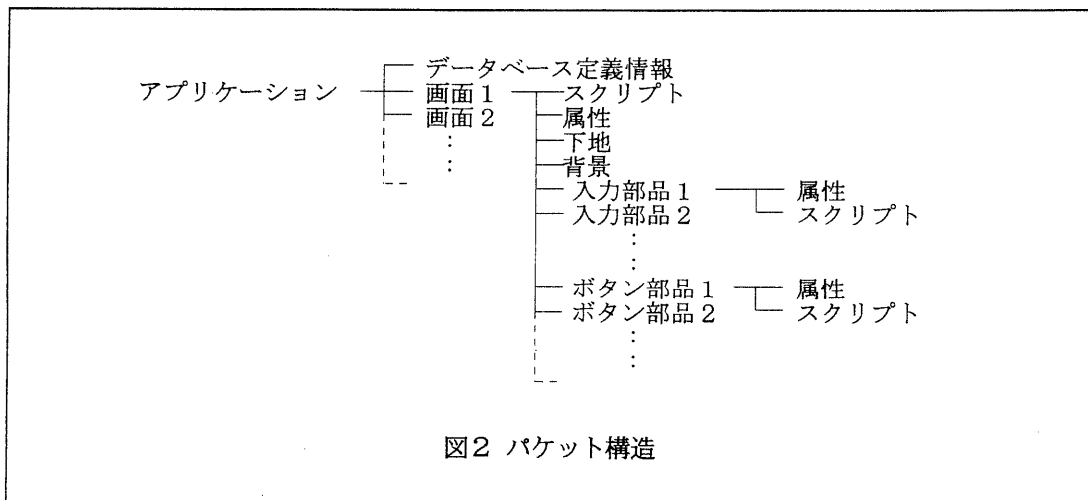 データベース定義情報
アプリケーション 画面1 スクリプト
画面2 属性
: 下地
: 背景
入力部品1 属性
入力部品2 スクリプト
:
:
ボタン部品1 属性
ボタン部品2 スクリプト
:
:
図2 パケット構造